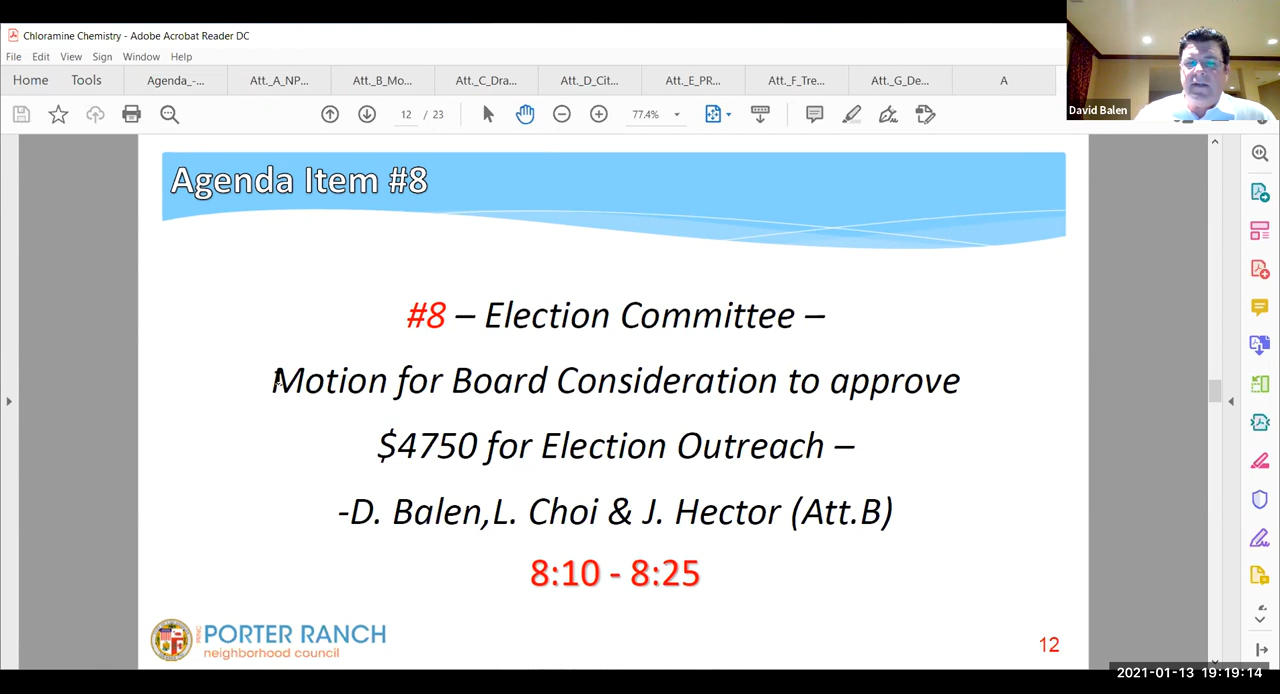 Chloramine Chemistry - Adobe Acrobat Reader DC
File Edit View Sign Window Help
Home Tools Agenda_-... Att._A_NP... Att._B_Mo... Att._C_Dra... Att._D_Cit... Att._E_PR... Att._F_Tre... Att._G_De... A
David Balen
12 / 23 77.4%
Agenda Item #8
#8 – Election Committee –
Motion for Board Consideration to approve
$4750 for Election Outreach –
-D. Balen,L. Choi & J. Hector (Att.B)
8:10 - 8:25
PORTER RANCH
neighborhood council
12
2021-01-13 19:19:14